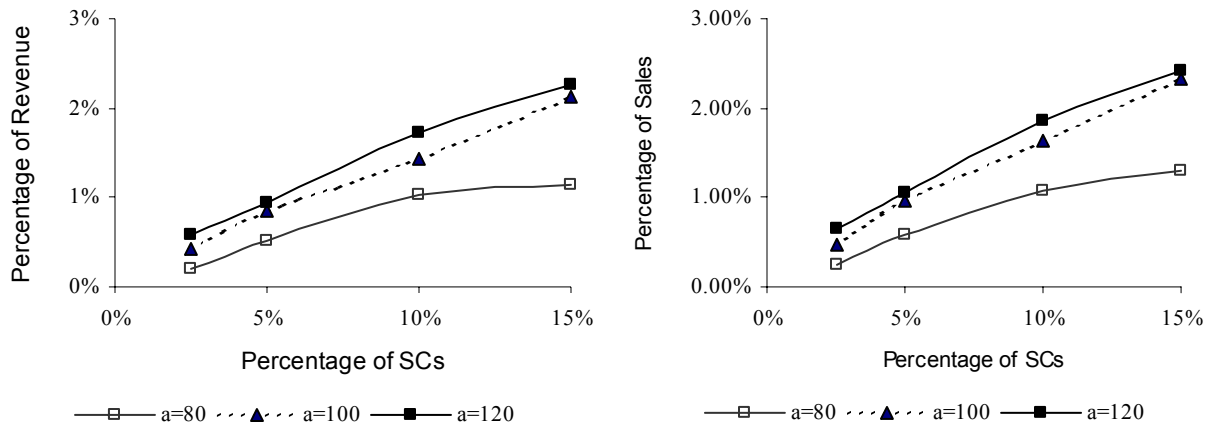 3%
2%
1%
0%
Percentage of Revenue
0% 5% 10% 15%
Percentage of SCs
a=80 a=100 a=120
3.00%
2.00%
1.00%
0.00%
Percentage of Sales
0% 5% 10% 15%
Percentage of SCs
a=80 a=100 a=120